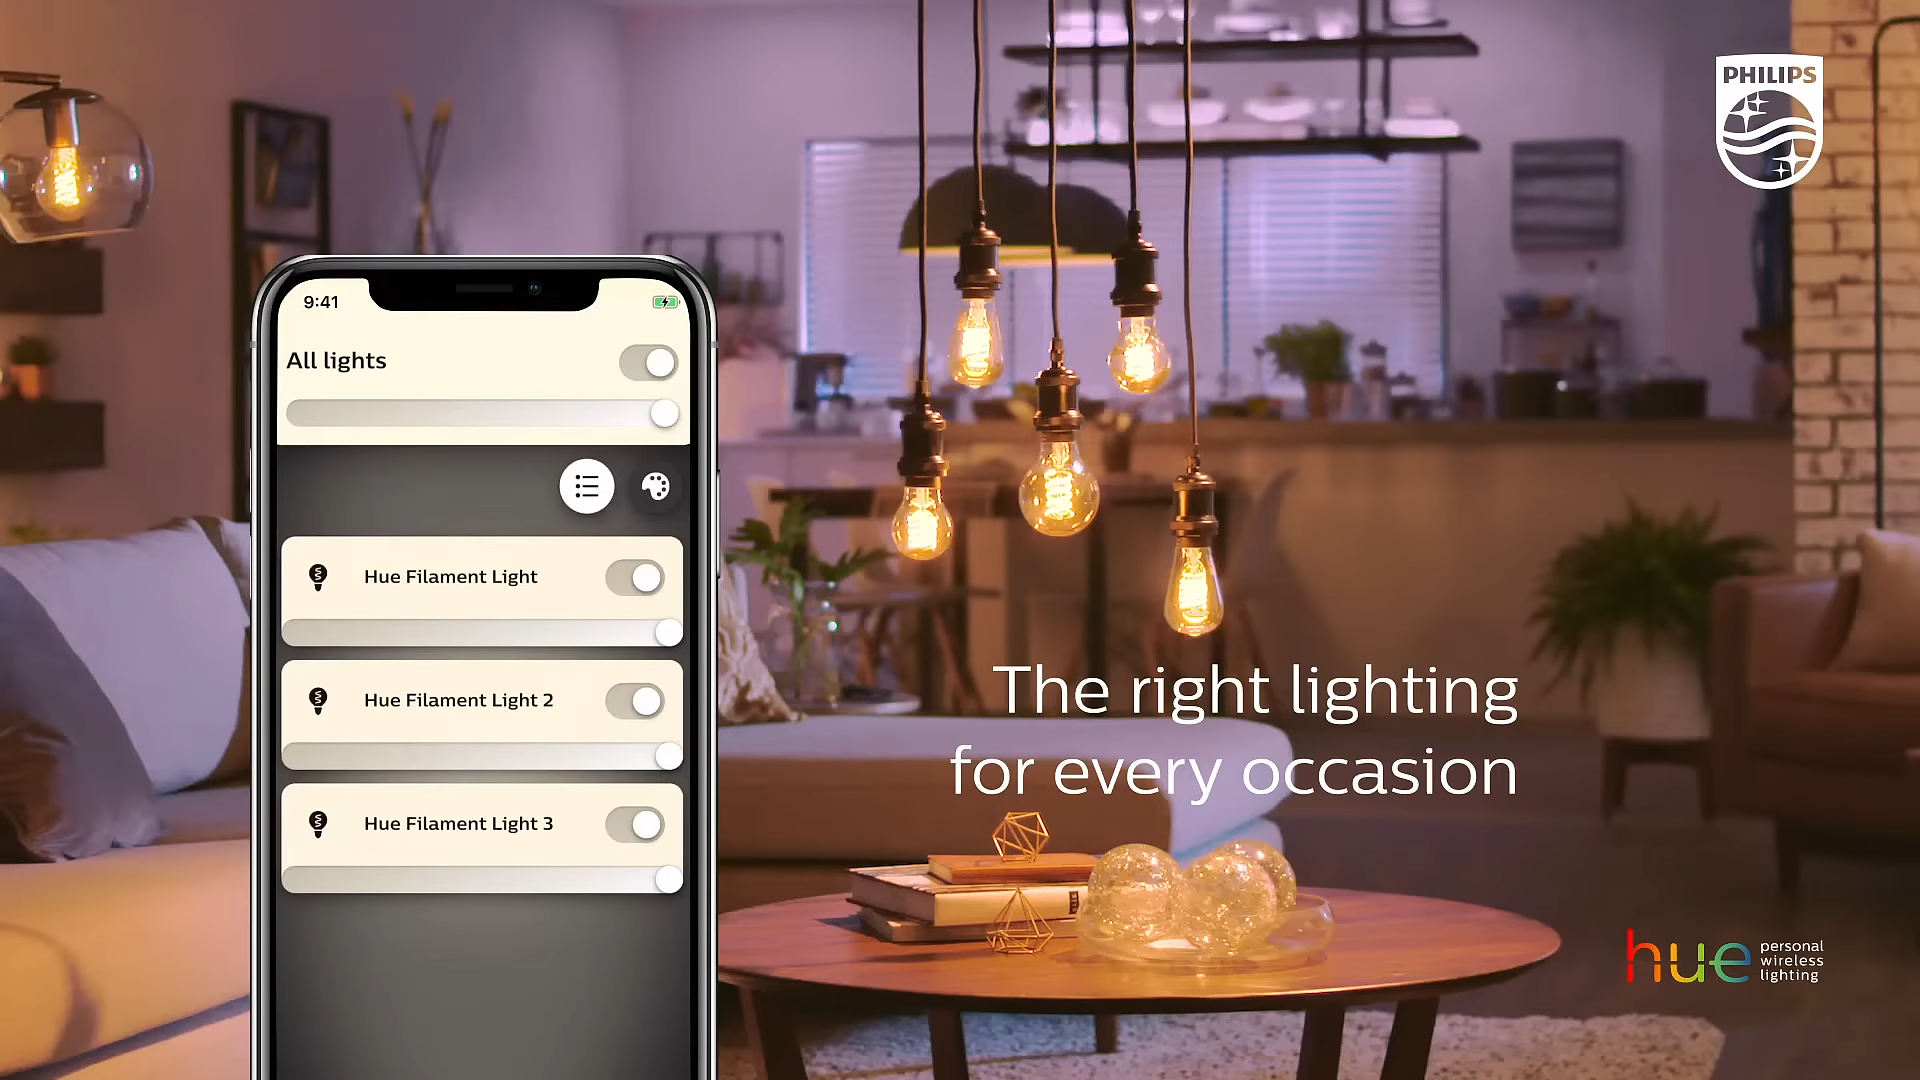 PHILIPS
9:41
All lights
Hue Filament Light
Hue Filament Light 2
Hue Filament Light 3
The right lighting
for every occasion
hue personal
wireless
lighting